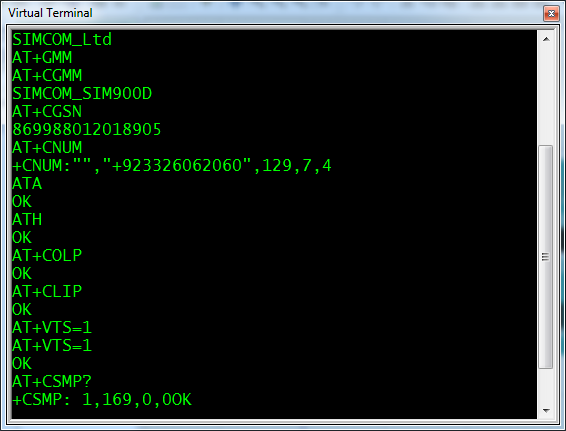 Virtual Terminal
SIMCOM_Ltd
AT+GMM
AT+CGMM
SIMCOM_SIM900D
AT+CGSN
869988012018905
AT+CNUM
+CNUM:"","+923326062060",129,7,4
ATA
OK
ATH
OK
AT+COLP
OK
AT+CLIP
OK
AT+VTS=1
AT+VTS=1
OK
AT+CSMP?
+CSMP: 1,169,0,0OK